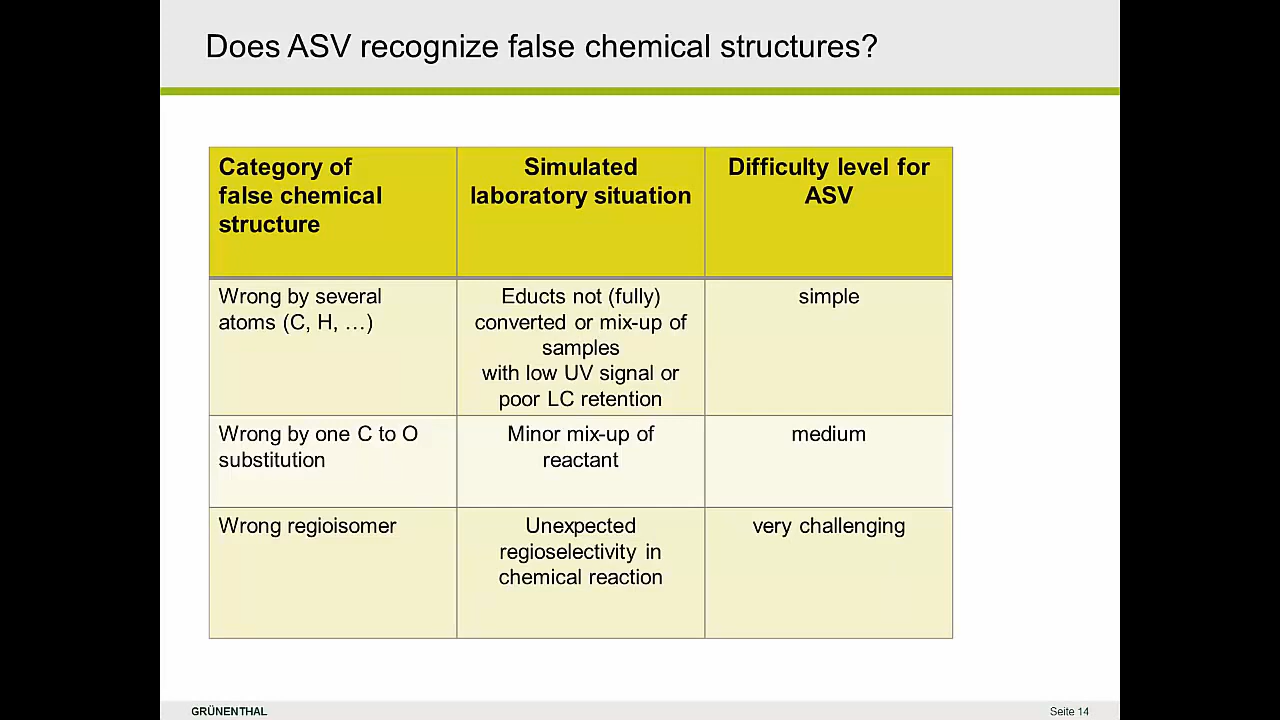 Does ASV recognize false chemical structures?
Category of
false chemical
structure
Simulated
laboratory situation
Difficulty level for
ASV
Wrong by several
atoms (C, H, …)
Educts not (fully)
converted or mix-up of
samples
with low UV signal or
poor LC retention
simple
Wrong by one C to O
substitution
Minor mix-up of
reactant
medium
Wrong regioisomer
Unexpected
regioselectivity in
chemical reaction
very challenging
GRÜNENTHAL
Seite 14